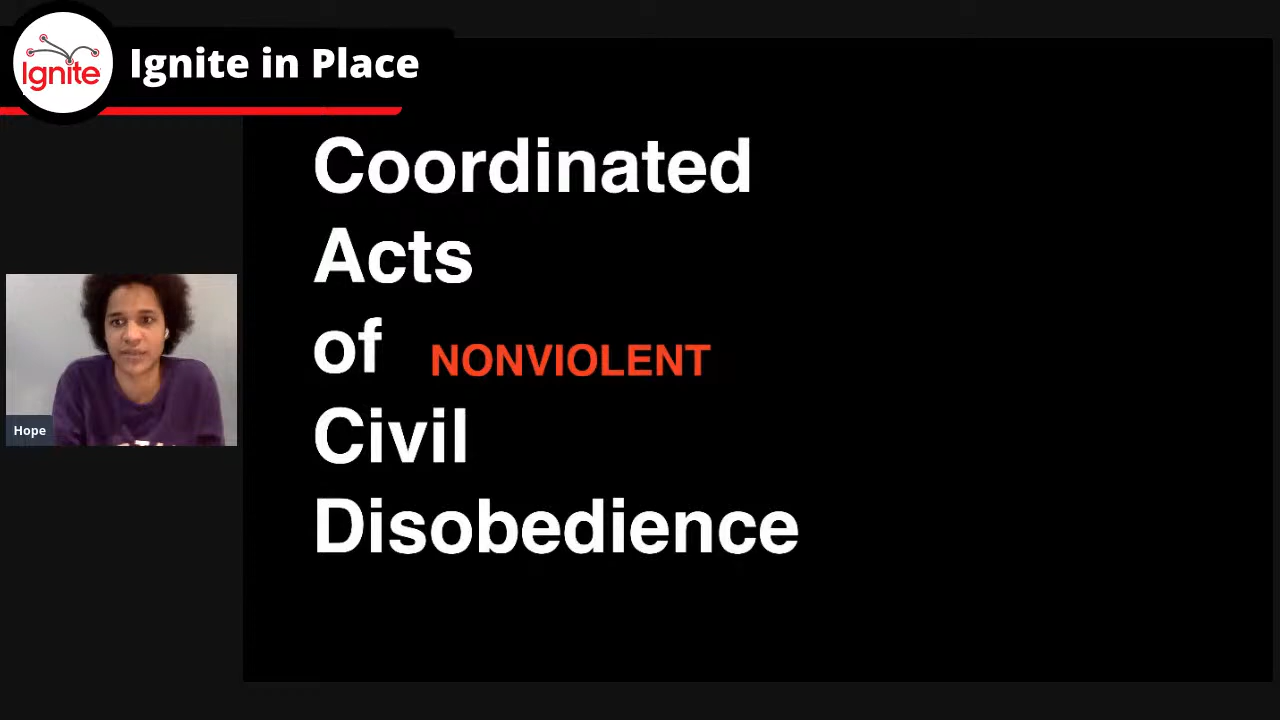 Ignite
Ignite in Place
Coordinated
Acts
of NONVIOLENT
Civil
Disobedience
Hope